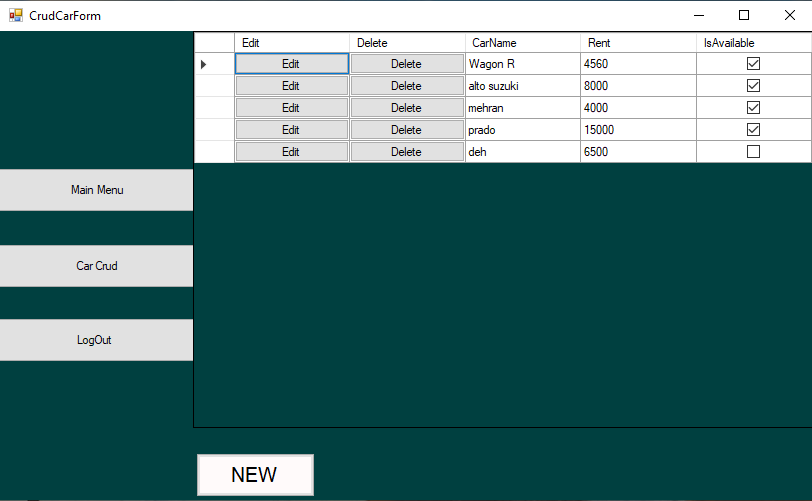 CrudCarForm
Edit Delete CarName Rent IsAvailable
Edit Delete Wagon R 4560
Edit Delete alto suzuki 8000
Edit Delete mehran 4000
Edit Delete prado 15000
Edit Delete deh 6500
Main Menu
Car Crud
LogOut
NEW